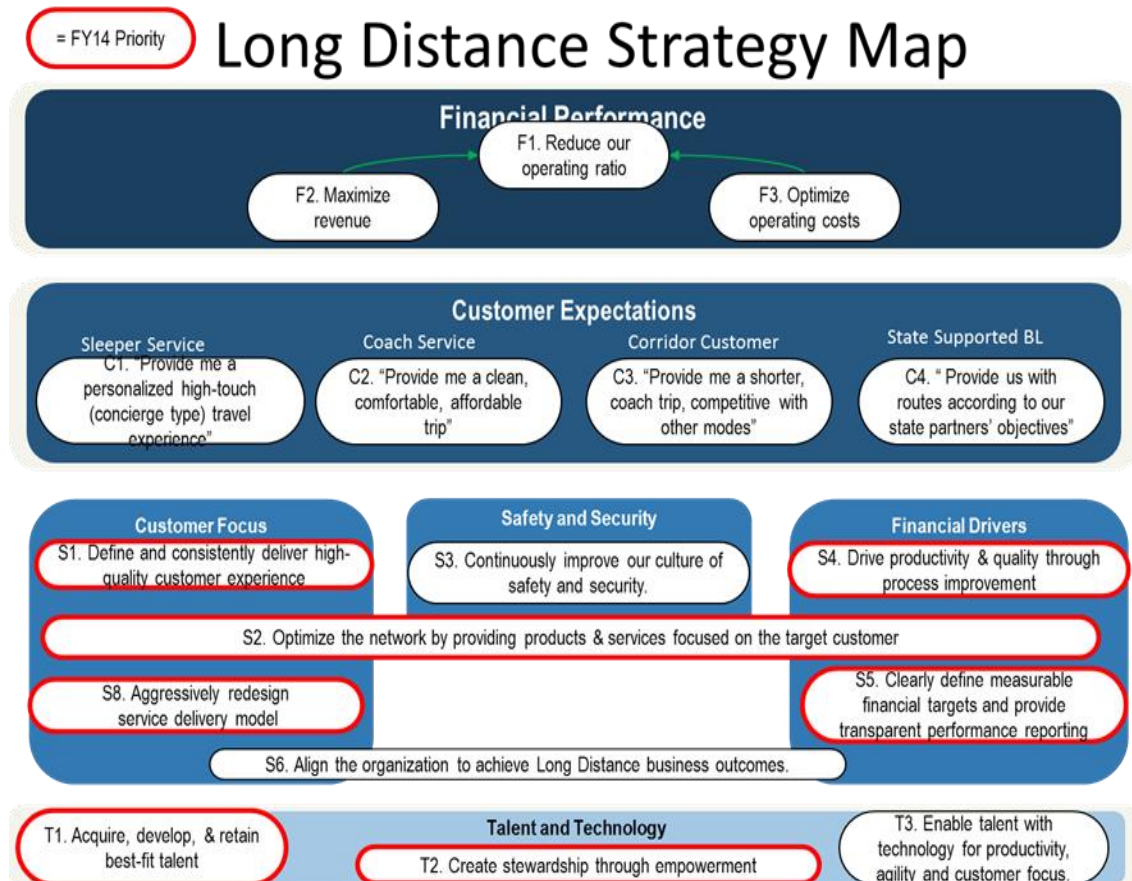 = FY14 Priority
Long Distance Strategy Map
Financial Performance
F1. Reduce our
operating ratio
F2. Maximize
revenue
F3. Optimize
operating costs
Customer Expectations
Sleeper Service
C1. "Provide me a
personalized high-touch
(concierge type) travel
experience"
Coach Service
C2. "Provide me a clean,
comfortable, affordable
trip"
Corridor Customer
C3. "Provide me a shorter,
coach trip, competitive with
other modes"
State Supported BL
C4. " Provide us with
routes according to our
state partners' objectives"
Customer Focus
S1. Define and consistently deliver high-
quality customer experience
Safety and Security
S3. Continuously improve our culture of
safety and security.
Financial Drivers
S4. Drive productivity & quality through
process improvement
S2. Optimize the network by providing products & services focused on the target customer
S8. Aggressively redesign
service delivery model
S5. Clearly define measurable
financial targets and provide
transparent performance reporting
S6. Align the organization to achieve Long Distance business outcomes.
Talent and Technology
T1. Acquire, develop, & retain
best-fit talent
T2. Create stewardship through empowerment
T3. Enable talent with
technology for productivity,
agility and customer focus.